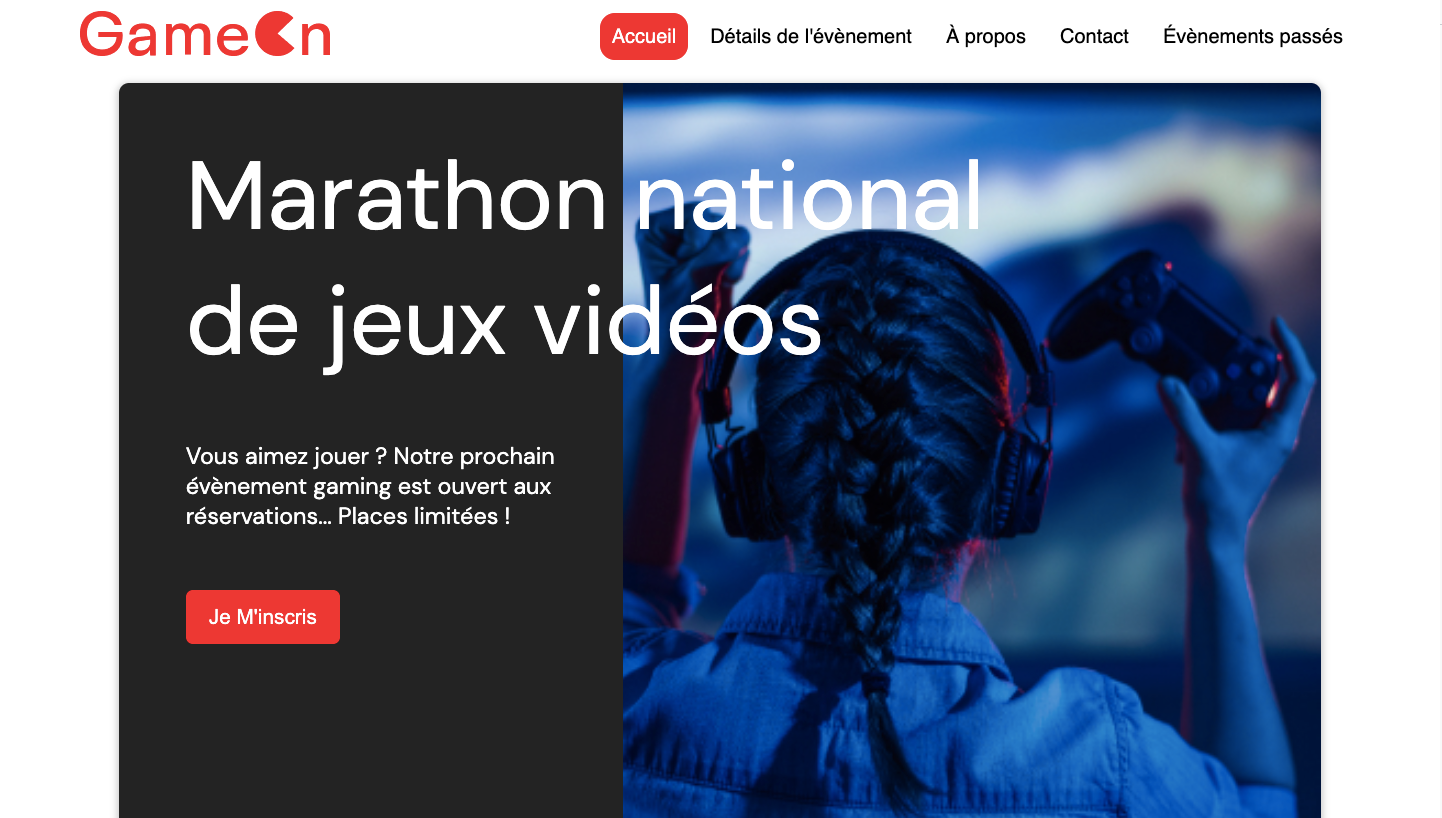 GameOn
Accueil
Détails de l'évènement
À propos
Contact
Évènements passés
Marathon national
de jeux vidéos
Vous aimez jouer ? Notre prochain
évènement gaming est ouvert aux
réservations... Places limitées !
Je M'inscris